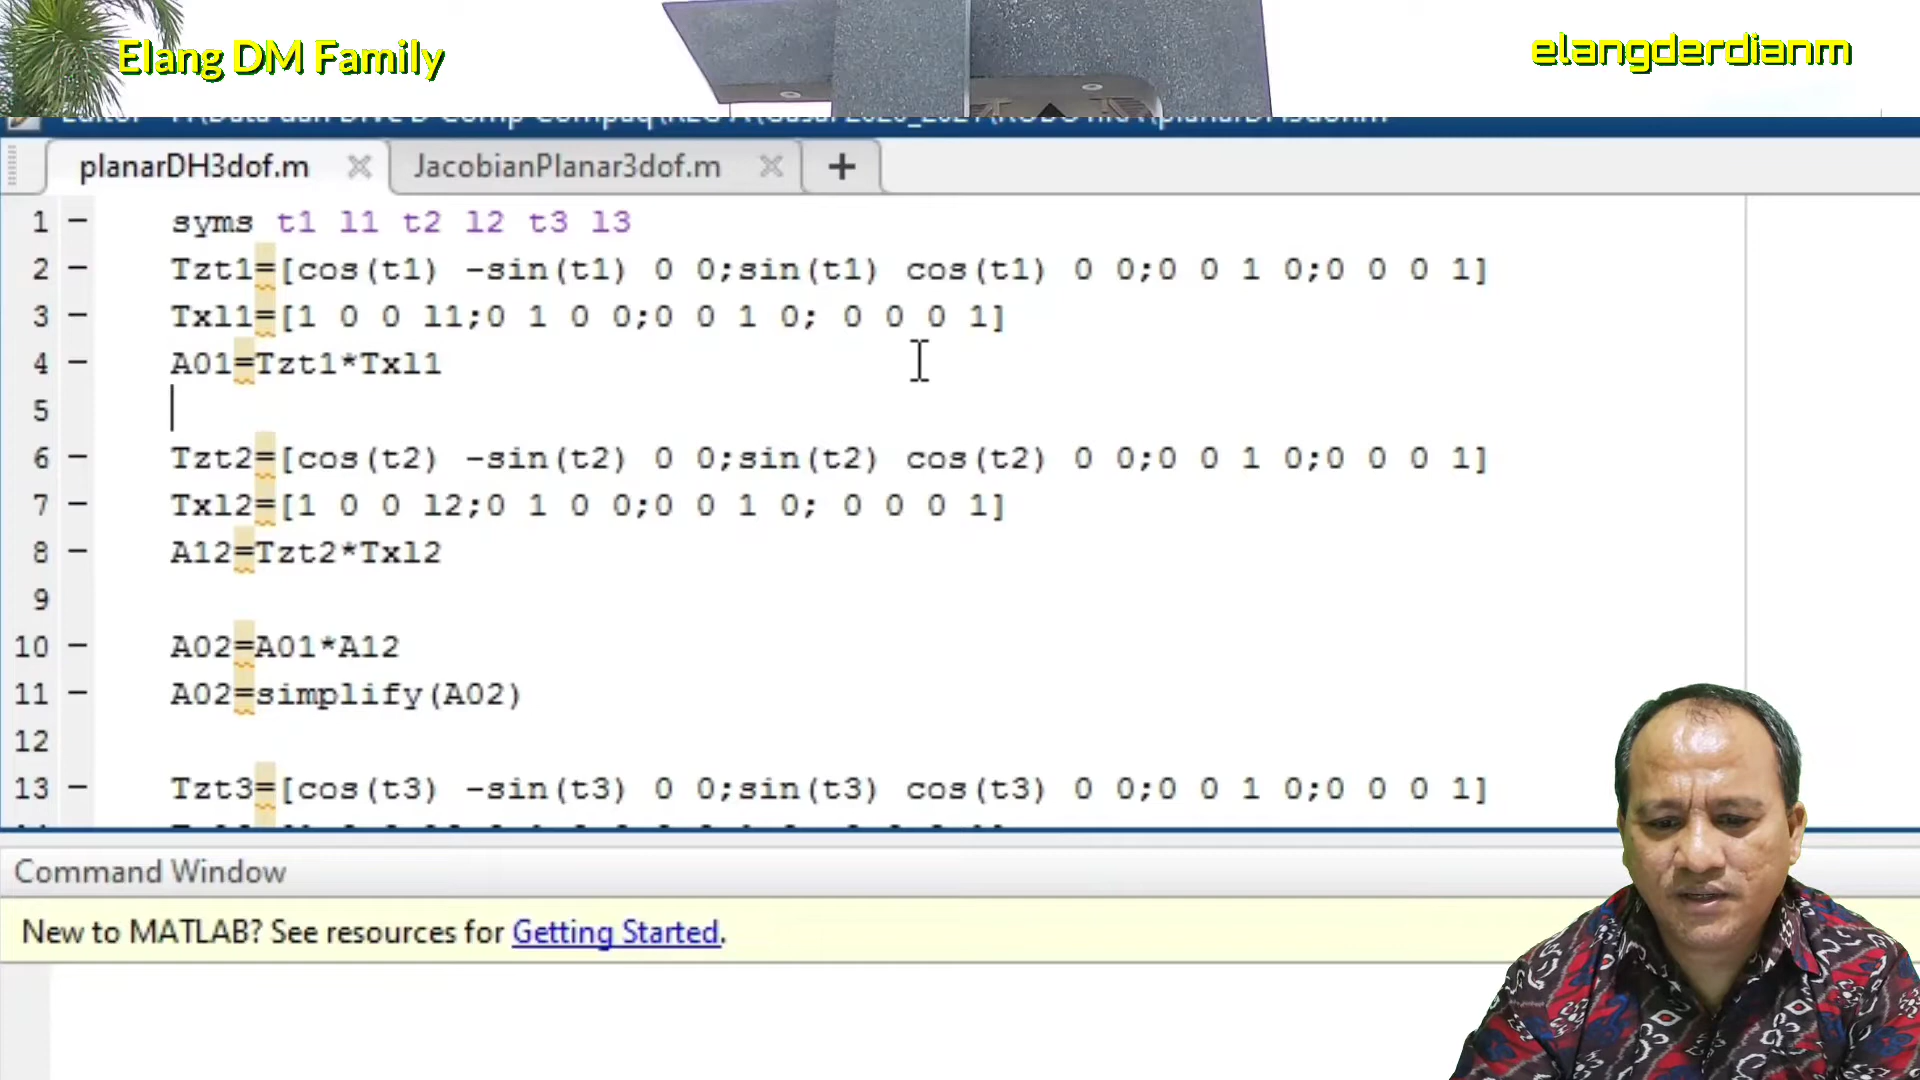 Elang DM Family
elangderdianm
planarDH3dof.m
JacobianPlanar3dof.m
1 syms t1 l1 t2 l2 t3 l3
2 Tzt1=[cos(t1) -sin(t1) 0 0;sin(t1) cos(t1) 0 0;0 0 1 0;0 0 0 1]
3 Txl1=[1 0 0 l1;0 1 0 0;0 0 1 0; 0 0 0 1]
4 A01=Tzt1*Txl1
5
6 Tzt2=[cos(t2) -sin(t2) 0 0;sin(t2) cos(t2) 0 0;0 0 1 0;0 0 0 1]
7 Txl2=[1 0 0 l2;0 1 0 0;0 0 1 0; 0 0 0 1]
8 A12=Tzt2*Txl2
9
10 A02=A01*A12
11 A02=simplify(A02)
12
13 Tzt3=[cos(t3) -sin(t3) 0 0;sin(t3) cos(t3) 0 0;0 0 1 0;0 0 0 1]
Command Window
New to MATLAB? See resources for Getting Started.